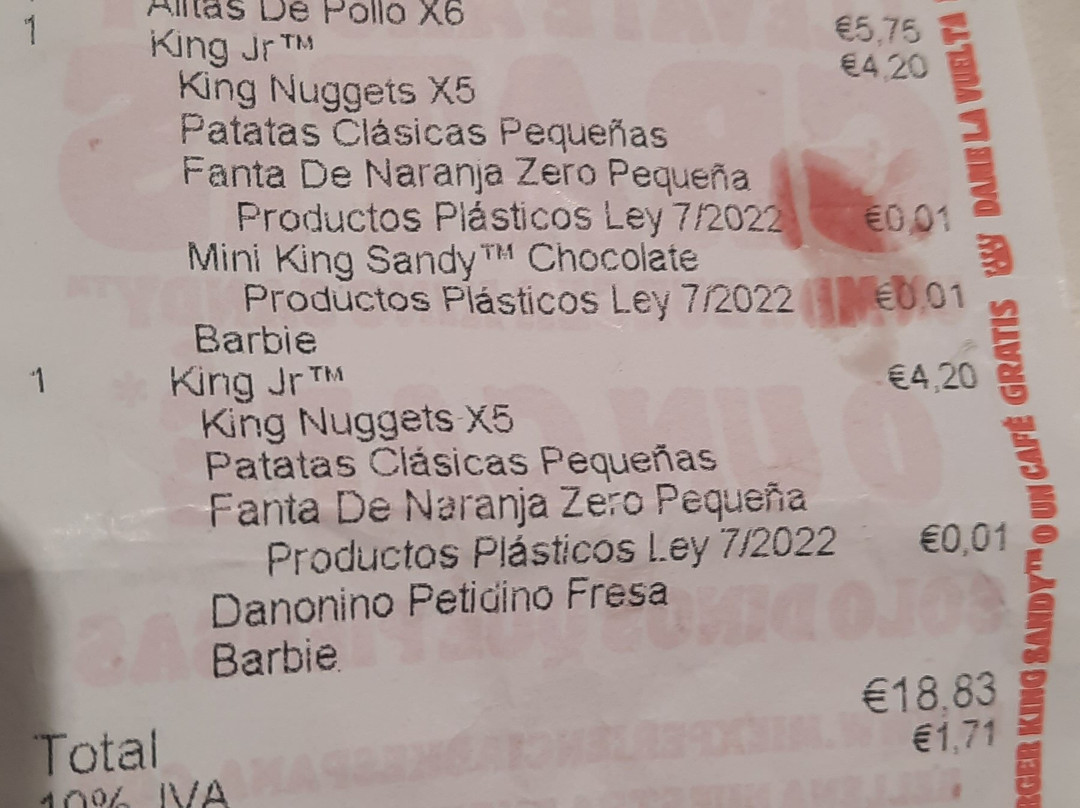 Alitas De Pollo X6 €5,75
1 King Jr™ €4,20
King Nuggets X5
Patatas Clásicas Pequeñas
Fanta De Naranja Zero Pequeña
Productos Plásticos Ley 7/2022 €0,01
Mini King Sandy™ Chocolate
Productos Plásticos Ley 7/2022 €0,01
Barbie
1 King Jr™ €4,20
King Nuggets X5
Patatas Clásicas Pequeñas
Fanta De Naranja Zero Pequeña
Productos Plásticos Ley 7/2022 €0,01
Danonino Petidino Fresa
Barbie
Total €18,83
10% IVA €1,71
KING SANDY™ O UN CAFÉ GRATIS DAME LA VUELTA